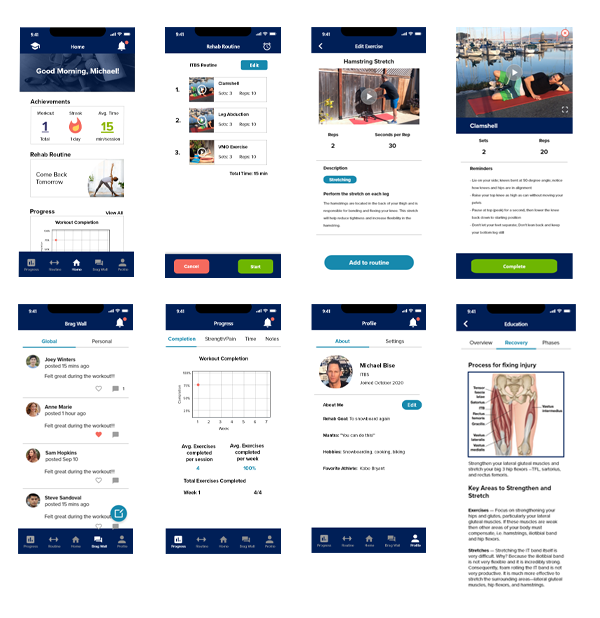 9:41
Home
Good Morning, Michael!
Achievements
Workout Streak Avg. Time
1 15
Total 1 day min/session
Rehab Routine
Come Back
Tomorrow
Progress View All
Workout Completion
100%
75%
50%
Progress Routine Home Brag Wall Profile
9:41
Rehab Routine
ITBS Routine Edit
1. Clamshell
Sets: 3 Reps: 10
2. Leg Abduction
Sets: 3 Reps: 10
3. VMO Exercise
Sets: 3 Reps: 10
Total Time: 15 min
Cancel Start
9:41
Edit Exercise
Hamstring Stretch
Reps Seconds per Rep
2 30
Description
Stretching
Perform the stretch on each leg
The hamstrings are located in the back of your thigh and is
responsible for bending and flexing your knee. This stretch
will help reduce tightness and increase flexibility in the
hamstring.
Add to routine
Clamshell
Sets Reps
2 20
Reminders
- Lie on your side; knees bent at 90 degree angle; notice
how knees and hips are in alignment
- Raise your top knee as high as can without moving your
pelvis
- Pause at top openly for a second, then lower the knee
back down in starting position
- Don't let your feet separate. Don't lean back and keep
your bottom still
Complete
9:41
Brag Wall
Global Personal
Joey Winters
posted 15 mins ago
Felt great during the workout!!!
1
Anne Marie
posted 1 hour ago
Felt great during the workout!!!
Sam Hopkins
posted Sep 10
Felt great during the workout!!!
Steve Sandoval
posted 15 mins ago
Felt great during the workout!!!
Progress Routine Home Brag Wall Profile
9:41
Progress
Completion Strength/Pain Time Notes
Workout Completion
Completion
100%
75%
50%
25%
1 2 3 4 5 6 7
Week
Avg. Exercises Avg. Exercises
completed completed
per session per week
4 100%
Total Exercises Completed
Week 1 4/4
Progress Routine Home Brag Wall Profile
9:41
Profile
About Settings
Michael Bise
ITBS
Joined October 2020
About Me Edit
Rehab Goal: To snowboard again
Mantra: "You can do this!"
Hobbies: Snowboarding, cooking, biking
Favorite Athlete: Kobe Bryant
Progress Routine Home Brag Wall Profile
9:41
Education
Overview Recovery Phases
Process for fixing injury
Tensor
fascia
lata
Sartorius
ITB
Rectus
femoris
Gracilis
Vastus
lateralis
Vastus
medialis
Vastus
intermedius
Strengthen your lateral gluteal muscles and
stretch your big 3 hip flexors --TFL, sartorius,
and rectus femoris.
Key Areas to Strengthen and
Stretch
Exercises — Focus on strengthening your
hips and glutes, particularly your lateral
gluteal muscles. If these muscles are weak
then other areas of your body must
compensate, i.e. hamstrings, iliotibial band
and hip flexors.
Stretches — Stretching the IT band itself is
very difficult. Why? Because the iliotibial band
is not very flexible and it is incredibly strong.
Consequently, foam rolling the IT band is not
very productive. It is much more effective to
stretch the surrounding areas—lateral gluteal
muscles, hip flexors, and hamstrings.